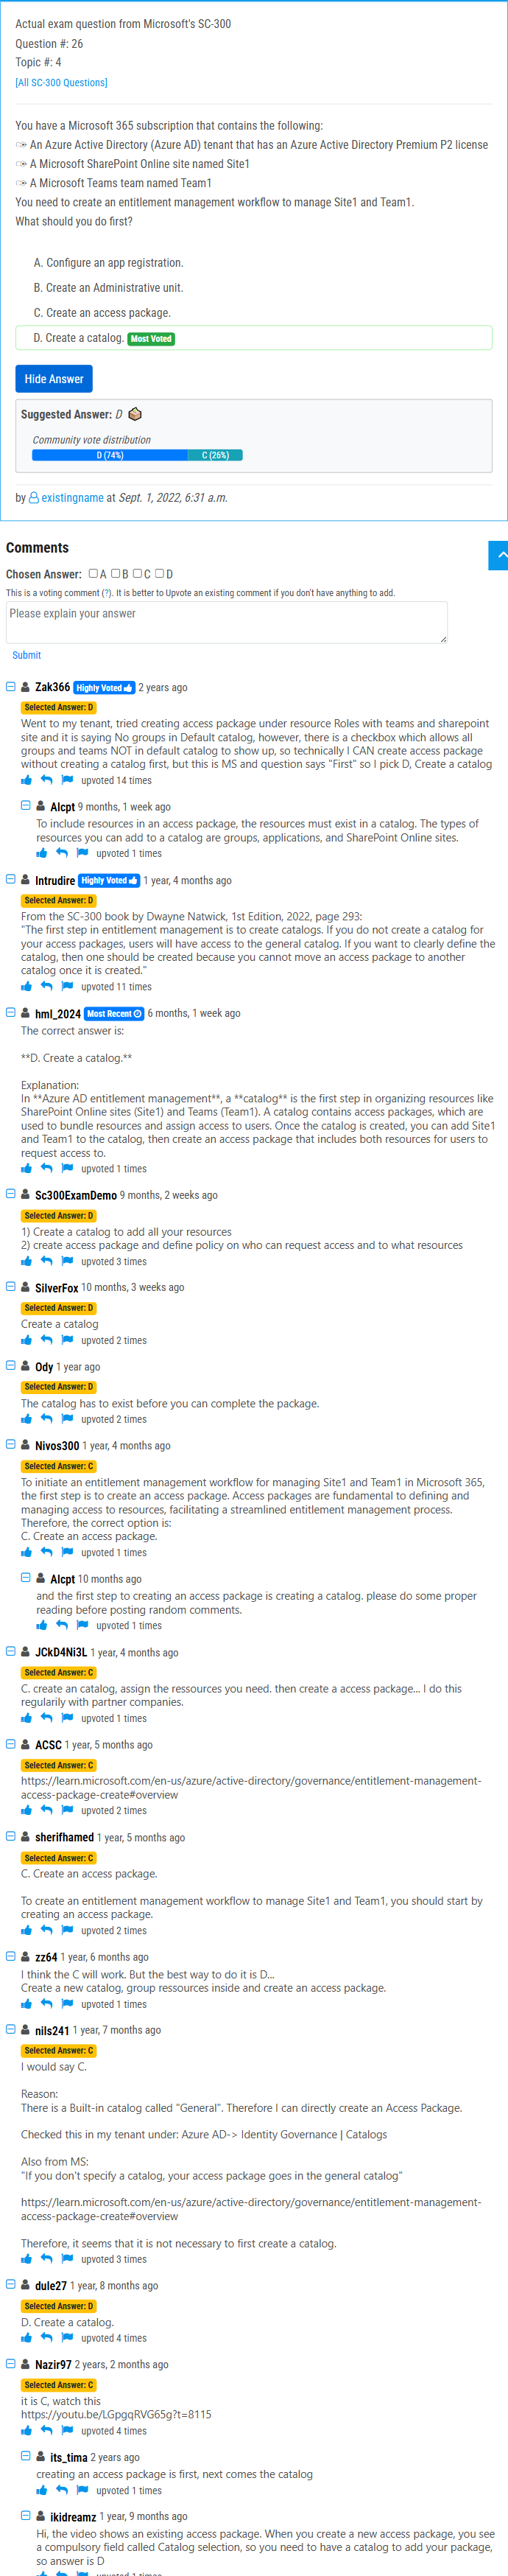 Actual exam question from Microsoft's SC-300
Question #: 26
Topic #: 4
[All SC-300 Questions]
You have a Microsoft 365 subscription that contains the following:
An Azure Active Directory (Azure AD) tenant that has an Azure Active Directory Premium P2 license
A Microsoft SharePoint Online site named Site1
A Microsoft Teams team named Team1
You need to create an entitlement management workflow to manage Site1 and Team1.
What should you do first?
A. Configure an app registration.
B. Create an Administrative unit.
C. Create an access package.
D. Create a catalog. Most Voted
Hide Answer
Suggested Answer: D
Community vote distribution
D (74%) C (26%)
by existingname at Sept. 1, 2022, 6:31 a.m.
Comments
Chosen Answer: A B C D
This is a voting comment (?). It is better to Upvote an existing comment if you don't have anything to add.
Please explain your answer
Submit
Zak366 Highly Voted 2 years ago
Selected Answer: D
Went to my tenant, tried creating access package under resource Roles with teams and sharepoint
site and it is saying No groups in Default catalog, however, there is a checkbox which allows all
groups and teams NOT in default catalog to show up, so technically I CAN create access package
without creating a catalog first, but this is MS and question says "First" so I pick D, Create a catalog
upvoted 14 times
Alcpt 9 months, 1 week ago
To include resources in an access package, the resources must exist in a catalog. The types of
resources you can add to a catalog are groups, applications, and SharePoint Online sites.
upvoted 1 times
Intrudire Highly Voted 1 year, 4 months ago
Selected Answer: D
From the SC-300 book by Dwayne Natwick, 1st Edition, 2022, page 293:
"The first step in entitlement management is to create catalogs. If you do not create a catalog for
your access packages, users will have access to the general catalog. If you want to clearly define the
catalog, then one should be created because you cannot move an access package to another
catalog once it is created."
upvoted 11 times
hml_2024 Most Recent 6 months, 1 week ago
The correct answer is:
**D. Create a catalog.**
Explanation:
In **Azure AD entitlement management**, a **catalog** is the first step in organizing resources like
SharePoint Online sites (Site1) and Teams (Team1). A catalog contains access packages, which are
used to bundle resources and assign access to users. Once the catalog is created, you can add Site1
and Team1 to the catalog, then create an access package that includes both resources for users to
request access to.
upvoted 1 times
Sc300ExamDemo 9 months, 2 weeks ago
Selected Answer: D
1) Create a catalog to add all your resources
2) create access package and define policy on who can request access and to what resources
upvoted 3 times
SilverFox 10 months, 3 weeks ago
Selected Answer: D
Create a catalog
upvoted 2 times
Ody 1 year ago
Selected Answer: D
The catalog has to exist before you can complete the package.
upvoted 2 times
Nivos300 1 year, 4 months ago
Selected Answer: C
To initiate an entitlement management workflow for managing Site1 and Team1 in Microsoft 365,
the first step is to create an access package. Access packages are fundamental to defining and
managing access to resources, facilitating a streamlined entitlement management process.
Therefore, the correct option is:
C. Create an access package.
upvoted 1 times
Alcpt 10 months ago
and the first step to creating an access package is creating a catalog. please do some proper
reading before posting random comments.
upvoted 1 times
JCkD4Ni3L 1 year, 4 months ago
Selected Answer: C
C. create an catalog, assign the ressources you need. then create a access package... I do this
regularily with partner companies.
upvoted 1 times
ACSC 1 year, 5 months ago
Selected Answer: C
https://learn.microsoft.com/en-us/azure/active-directory/governance/entitlement-management-
access-package-create#overview
upvoted 2 times
sherifhamed 1 year, 5 months ago
Selected Answer: C
C. Create an access package.
To create an entitlement management workflow to manage Site1 and Team1, you should start by
creating an access package.
upvoted 2 times
zz64 1 year, 6 months ago
I think the C will work. But the best way to do it is D...
Create a new catalog, group ressources inside and create an access package.
upvoted 1 times
nils241 1 year, 7 months ago
Selected Answer: C
I would say C.
Reason:
There is a Built-in catalog called "General". Therefore I can directly create an Access Package.
Checked this in my tenant under: Azure AD-> Identity Governance | Catalogs
Also from MS:
"If you don't specify a catalog, your access package goes in the general catalog"
https://learn.microsoft.com/en-us/azure/active-directory/governance/entitlement-management-
access-package-create#overview
Therefore, it seems that it is not necessary to first create a catalog.
upvoted 3 times
dule27 1 year, 8 months ago
Selected Answer: D
D. Create a catalog.
upvoted 4 times
Nazir97 2 years, 2 months ago
Selected Answer: C
it is C, watch this
https://youtu.be/LGpgqRVG65g?t=8115
upvoted 4 times
its_tima 2 years ago
creating an access package is first, next comes the catalog
upvoted 1 times
ikidreamz 1 year, 9 months ago
Hi, the video shows an existing access package. When you create a new access package, you see
a compulsory field called Catalog selection, so you need to have a catalog to add your package,
so answer is D